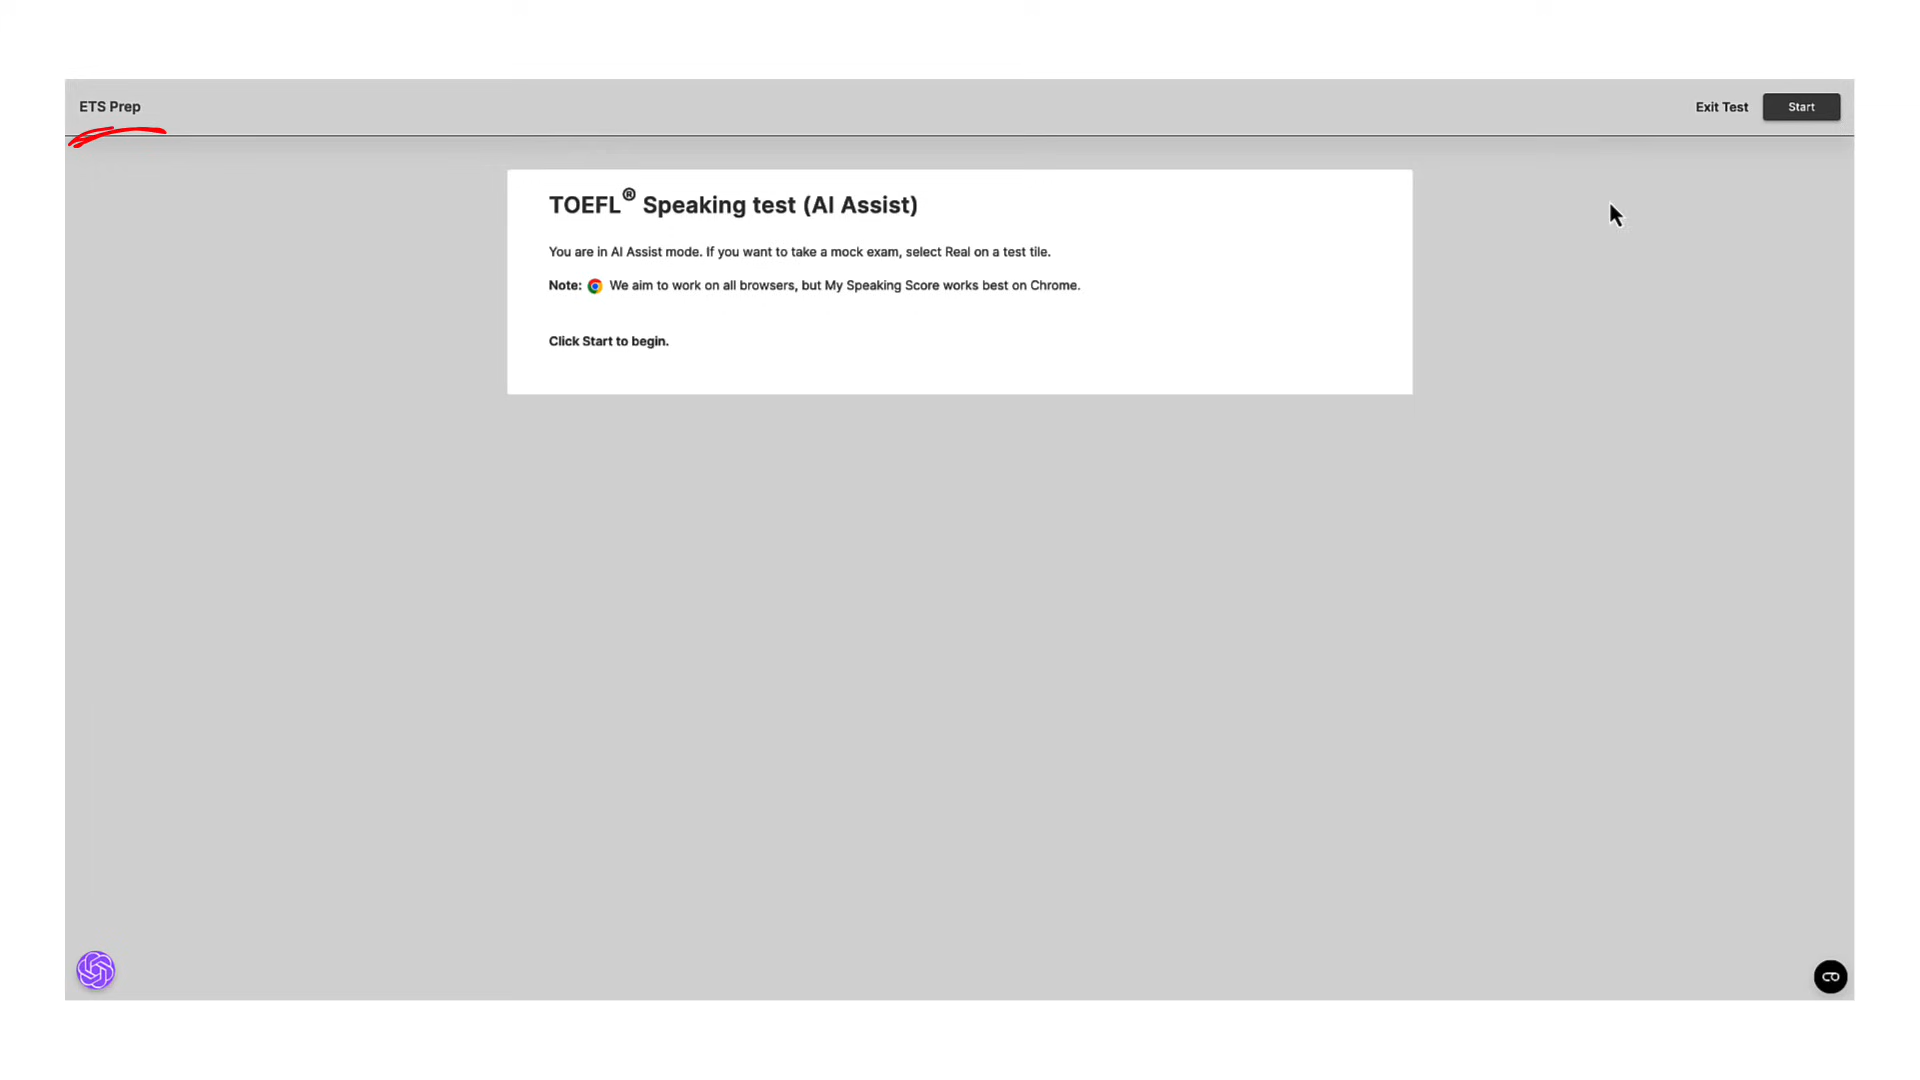 ETS Prep
Exit Test
Start
TOEFL® Speaking test (AI Assist)
You are in AI Assist mode. If you want to take a mock exam, select Real on a test tile.
Note: We aim to work on all browsers, but My Speaking Score works best on Chrome.
Click Start to begin.